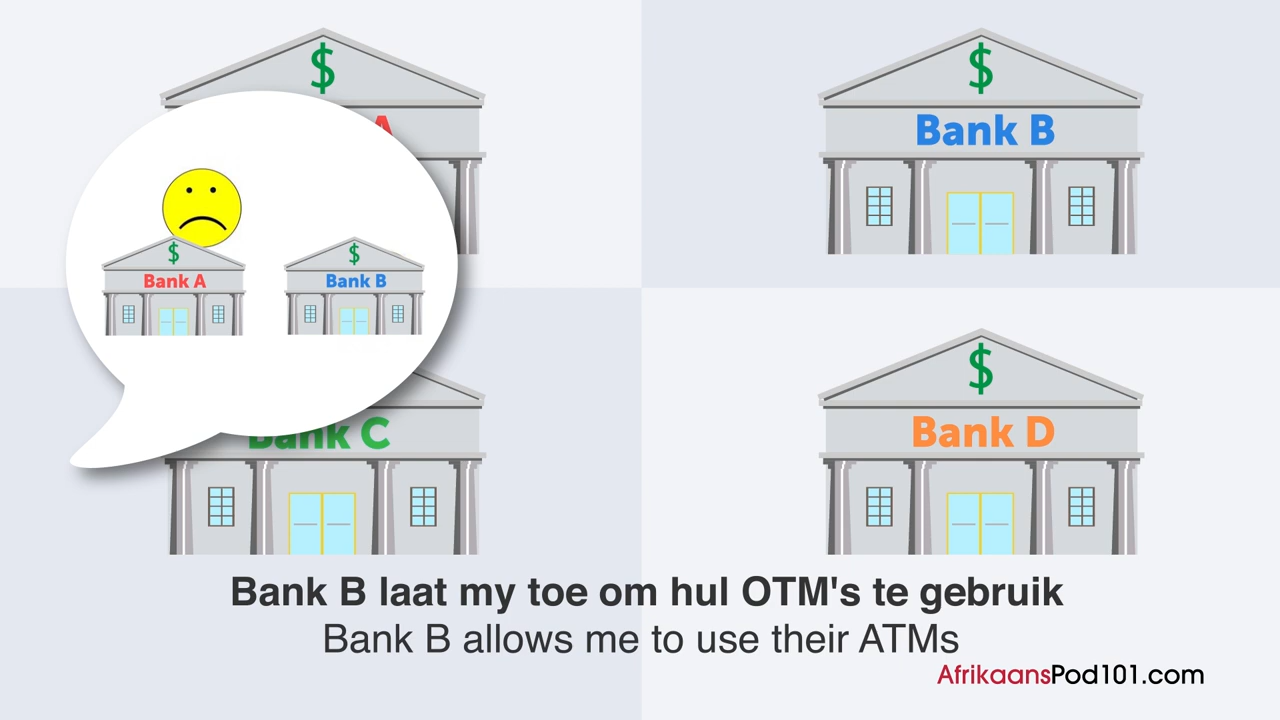 $
A
$
Bank B
$
Bank A
$
Bank B
Bank C
$
Bank D
Bank B laat my toe om hul OTM's te gebruik
Bank B allows me to use their ATMs
AfrikaansPod101.com